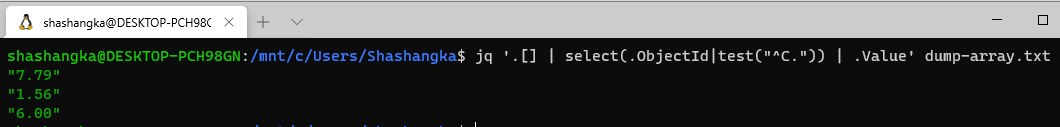 shashangka@DESKTOP-PCH98G
shashangka@DESKTOP-PCH98GN:/mnt/c/Users/Shashangka$ jq '.[] | select(.ObjectId|test("^C.")) | .Value' dump-array.txt
"7.79"
"1.56"
"6.00"